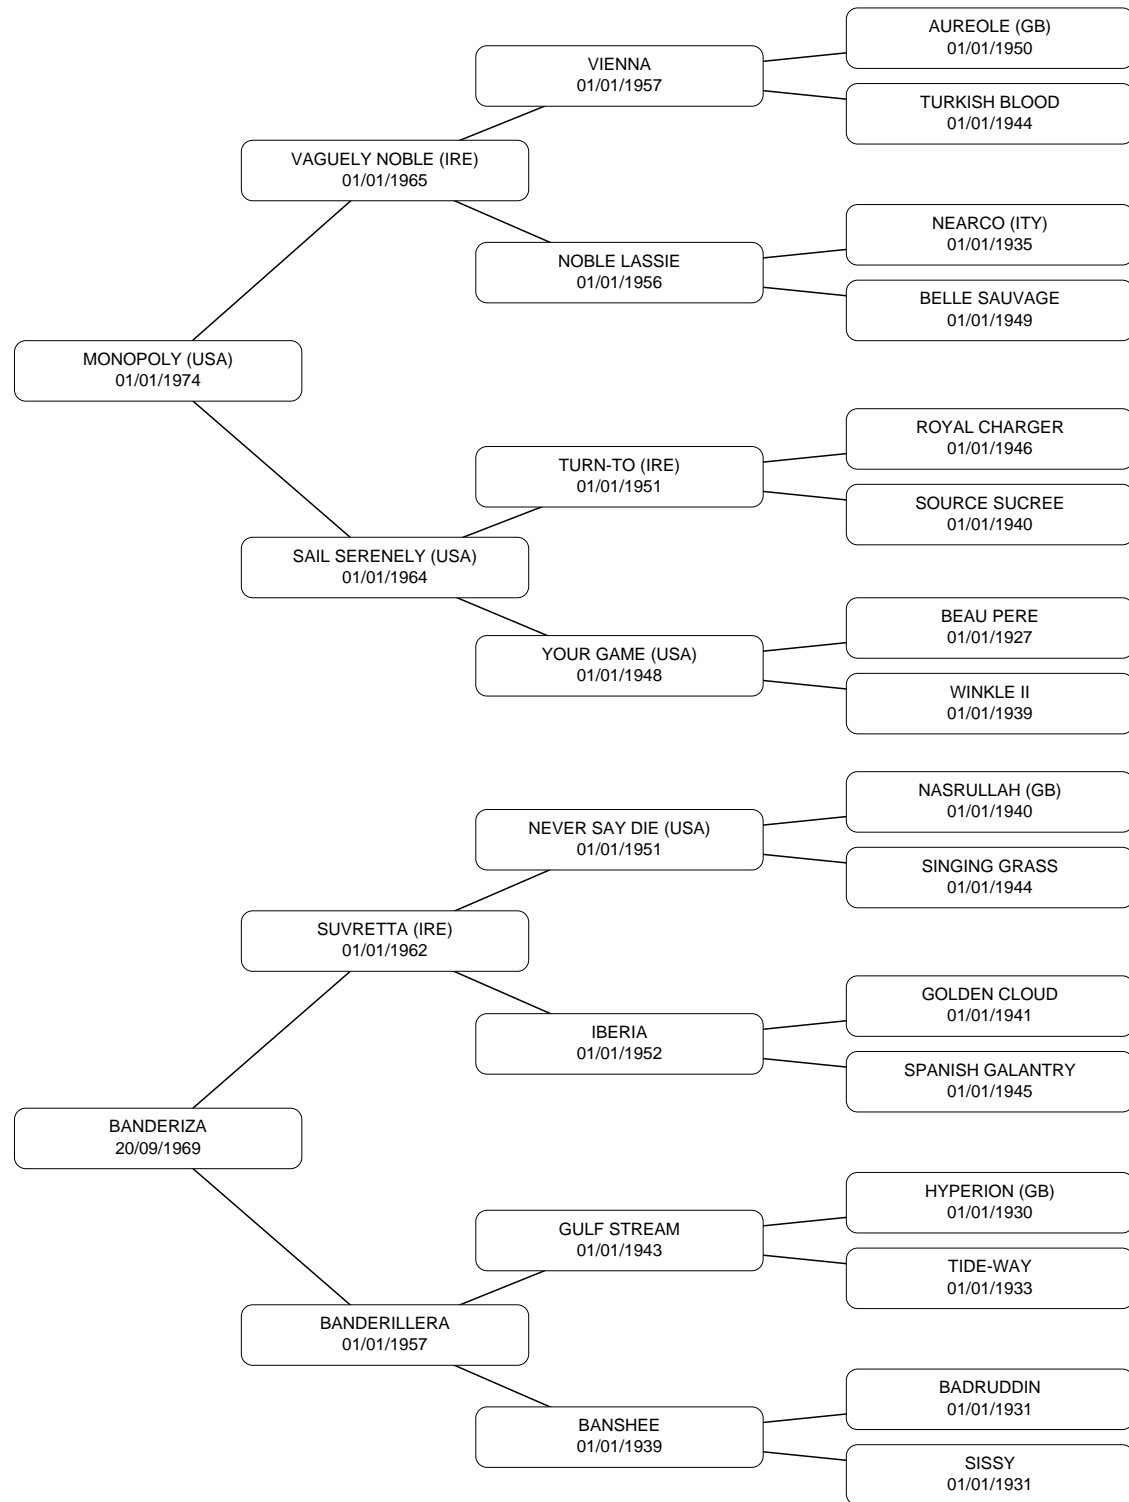 AUREOLE (GB)
01/01/1950
VIENNA
01/01/1957
TURKISH BLOOD
01/01/1944
VAGUELY NOBLE (IRE)
01/01/1965
NEARCO (ITY)
01/01/1935
NOBLE LASSIE
01/01/1956
BELLE SAUVAGE
01/01/1949
MONOPOLY (USA)
01/01/1974
ROYAL CHARGER
01/01/1946
TURN-TO (IRE)
01/01/1951
SOURCE SUCREE
01/01/1940
SAIL SERENELY (USA)
01/01/1964
BEAU PERE
01/01/1927
YOUR GAME (USA)
01/01/1948
WINKLE II
01/01/1939
NASRULLAH (GB)
01/01/1940
NEVER SAY DIE (USA)
01/01/1951
SINGING GRASS
01/01/1944
SUVRETTA (IRE)
01/01/1962
GOLDEN CLOUD
01/01/1941
IBERIA
01/01/1952
SPANISH GALANTRY
01/01/1945
BANDERIZA
20/09/1969
HYPERION (GB)
01/01/1930
GULF STREAM
01/01/1943
TIDE-WAY
01/01/1933
BANDERILLERA
01/01/1957
BADRUDDIN
01/01/1931
BANSHEE
01/01/1939
SISSY
01/01/1931